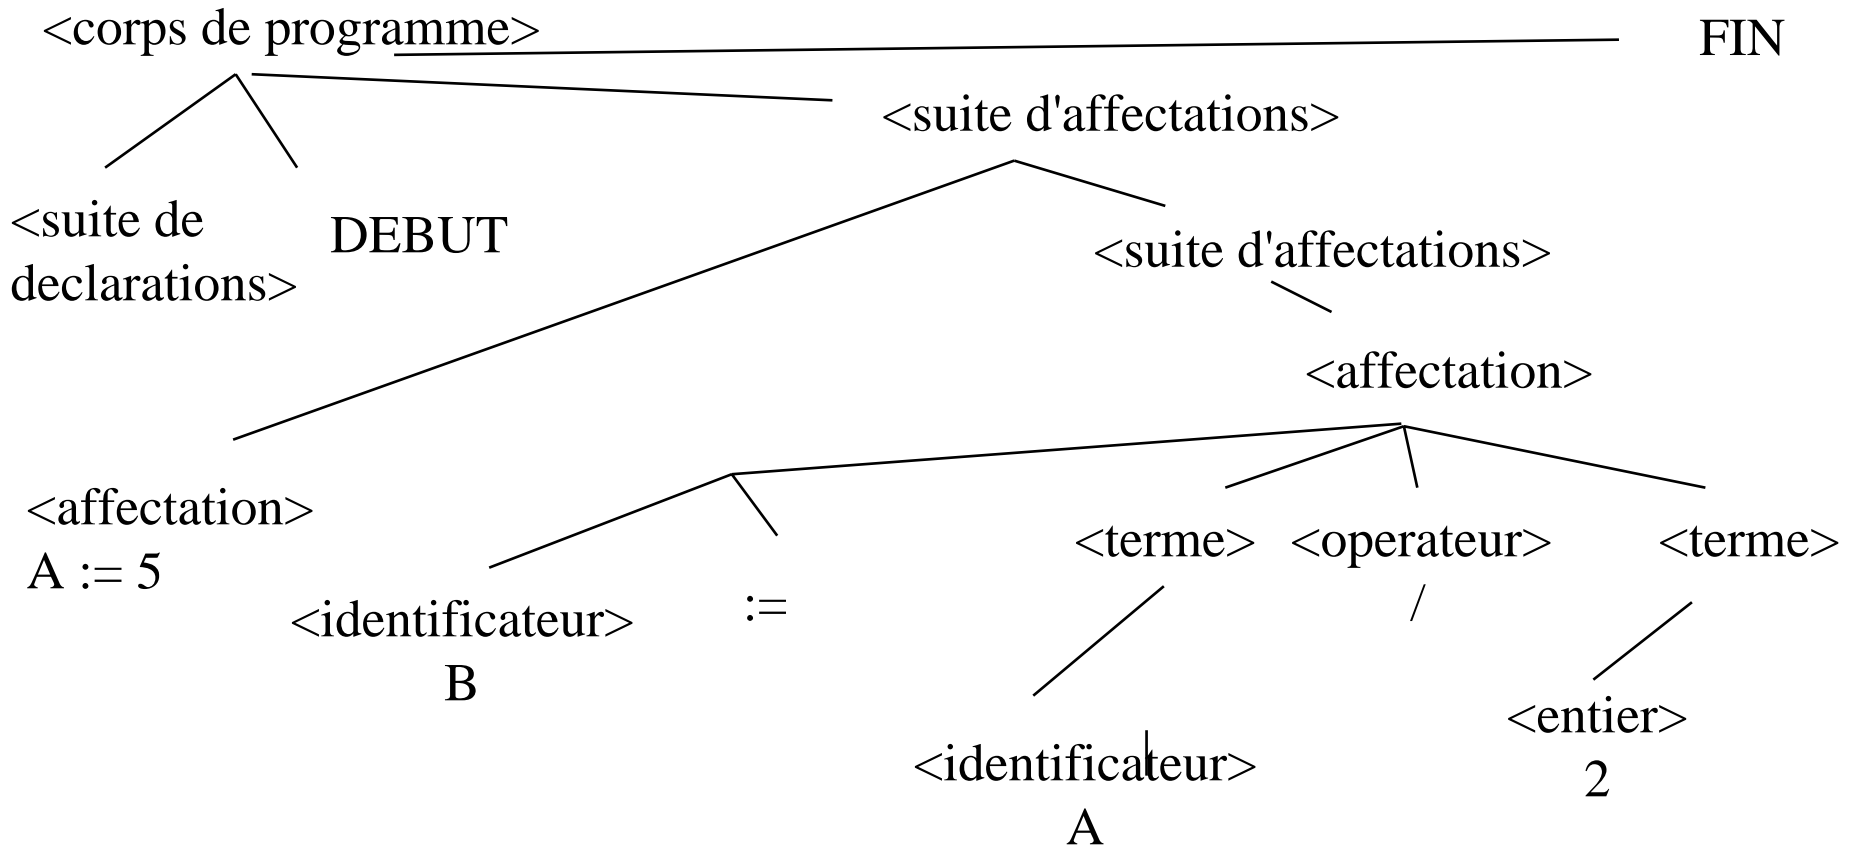 <corps de programme>
FIN
<suite d'affectations>
<suite de
declarations>
DEBUT
<suite d'affectations>
<affectation>
<affectation>
A := 5
<identificateur>
B
:=
<terme>
<operateur>
/
<terme>
<identificateur>
A
<entier>
2